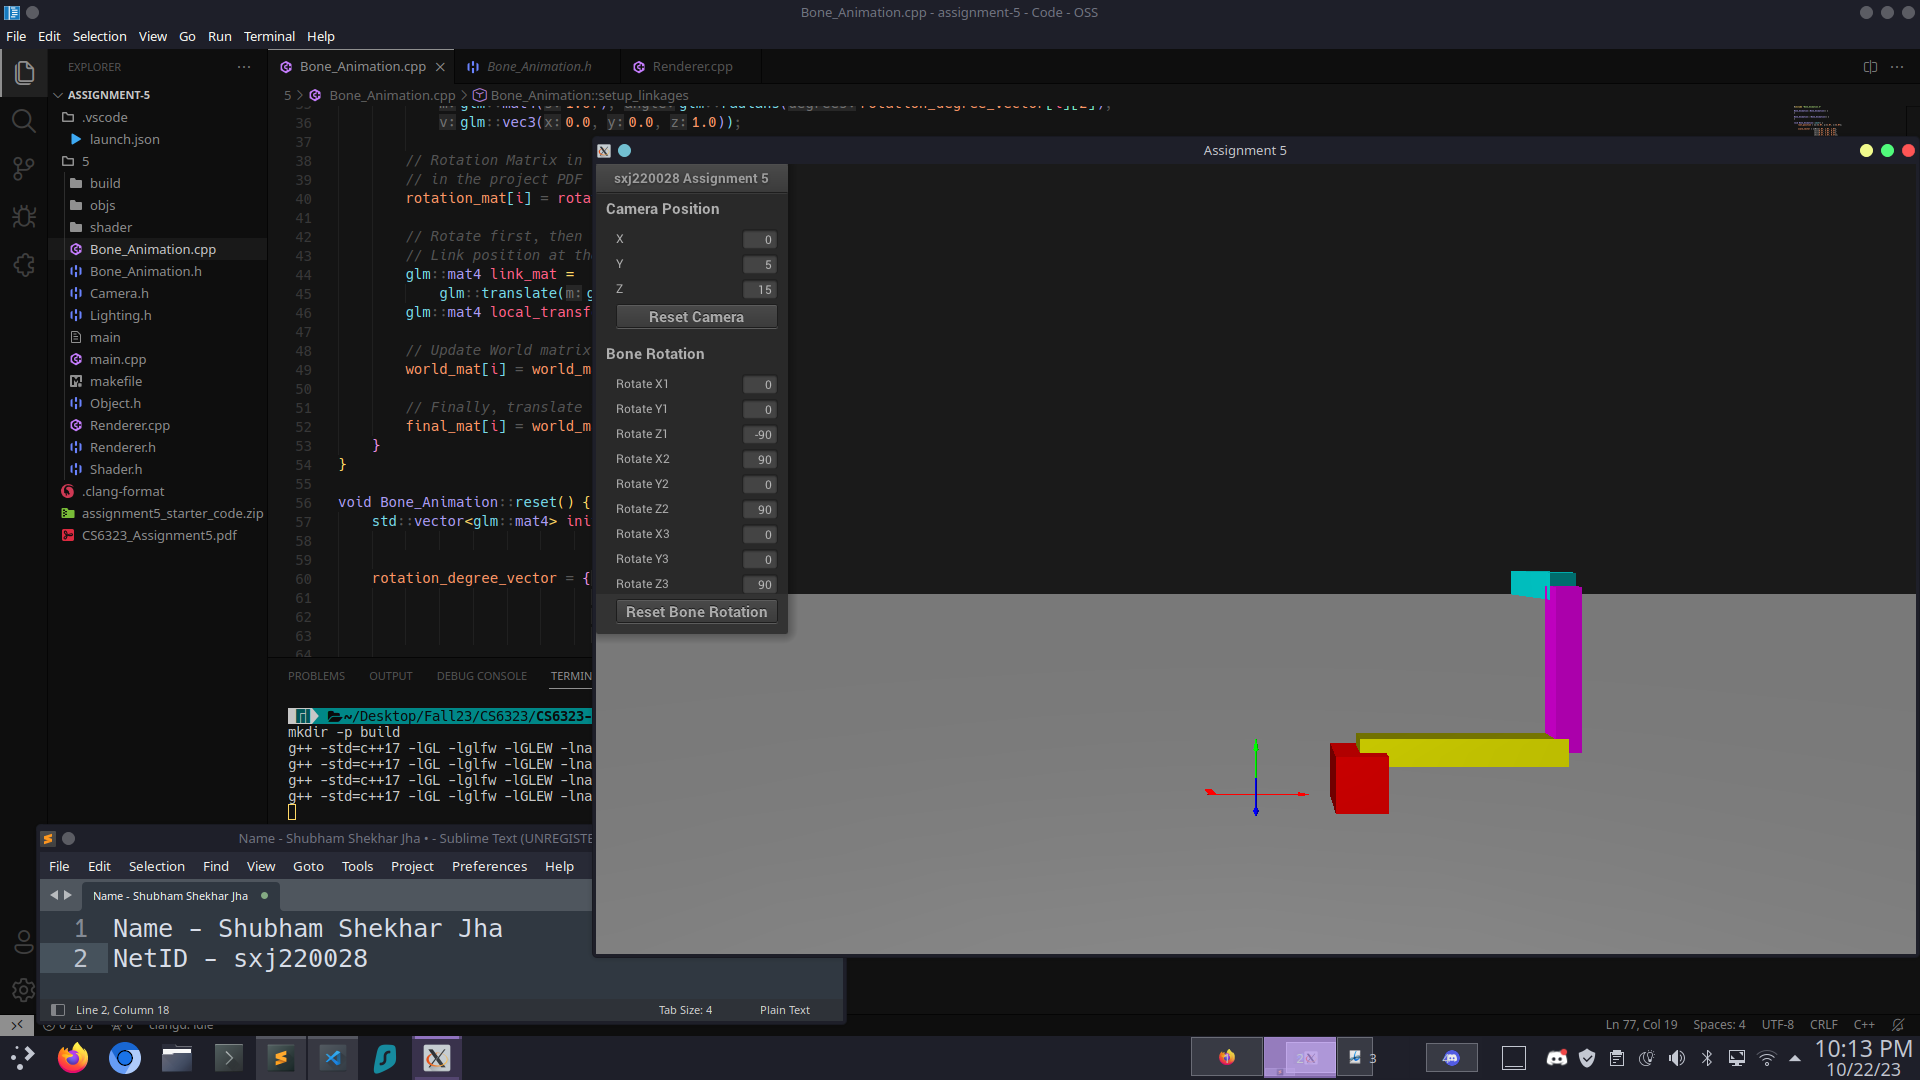 Bone_Animation.cpp - assignment-5 - Code - OSS
File Edit Selection View Go Run Terminal Help
EXPLORER ···
Bone_Animation.cpp
Bone_Animation.h
Renderer.cpp
5 > Bone_Animation.cpp > Bone_Animation::setup_linkages
ASSIGNMENT-5
.vscode
launch.json
5
build
objs
shader
Bone_Animation.cpp
Bone_Animation.h
Camera.h
Lighting.h
main
main.cpp
makefile
Object.h
Renderer.cpp
Renderer.h
Shader.h
.clang-format
assignment5_starter_code.zip
CS6323_Assignment5.pdf
36 v: glm::vec3(x: 0.0, y: 0.0, z: 1.0));
37
38 // Rotation Matrix in
39 // in the project PDF
40 rotation_mat[i] = rota
41
42 // Rotate first, then
43 // Link position at the
44 glm::mat4 link_mat =
45 glm::translate(m: g
46 glm::mat4 local_transf
47
48 // Update World matrix
49 world_mat[i] = world_m
50
51 // Finally, translate
52 final_mat[i] = world_m
53 }
54 }
55
56 void Bone_Animation::reset() {
57 std::vector<glm::mat4> ini
58
59
60 rotation_degree_vector = {
61
62
63
64
PROBLEMS OUTPUT DEBUG CONSOLE TERMIN
~/Desktop/Fall23/CS6323/CS6323-
mkdir -p build
g++ -std=c++17 -lGL -lglfw -lGLEW -lna
g++ -std=c++17 -lGL -lglfw -lGLEW -lna
g++ -std=c++17 -lGL -lglfw -lGLEW -lna
g++ -std=c++17 -lGL -lglfw -lGLEW -lna
Assignment 5
sxj220028 Assignment 5
Camera Position
X 0
Y 5
Z 15
Reset Camera
Bone Rotation
Rotate X1 0
Rotate Y1 0
Rotate Z1 -90
Rotate X2 90
Rotate Y2 0
Rotate Z2 90
Rotate X3 0
Rotate Y3 0
Rotate Z3 90
Reset Bone Rotation
Name - Shubham Shekhar Jha • - Sublime Text (UNREGISTE
File Edit Selection Find View Goto Tools Project Preferences Help
Name - Shubham Shekhar Jha
1 Name - Shubham Shekhar Jha
2 NetID - sxj220028
Line 2, Column 18 Tab Size: 4 Plain Text
Ln 77, Col 19 Spaces: 4 UTF-8 CRLF C++
2 3
10:13 PM
10/22/23